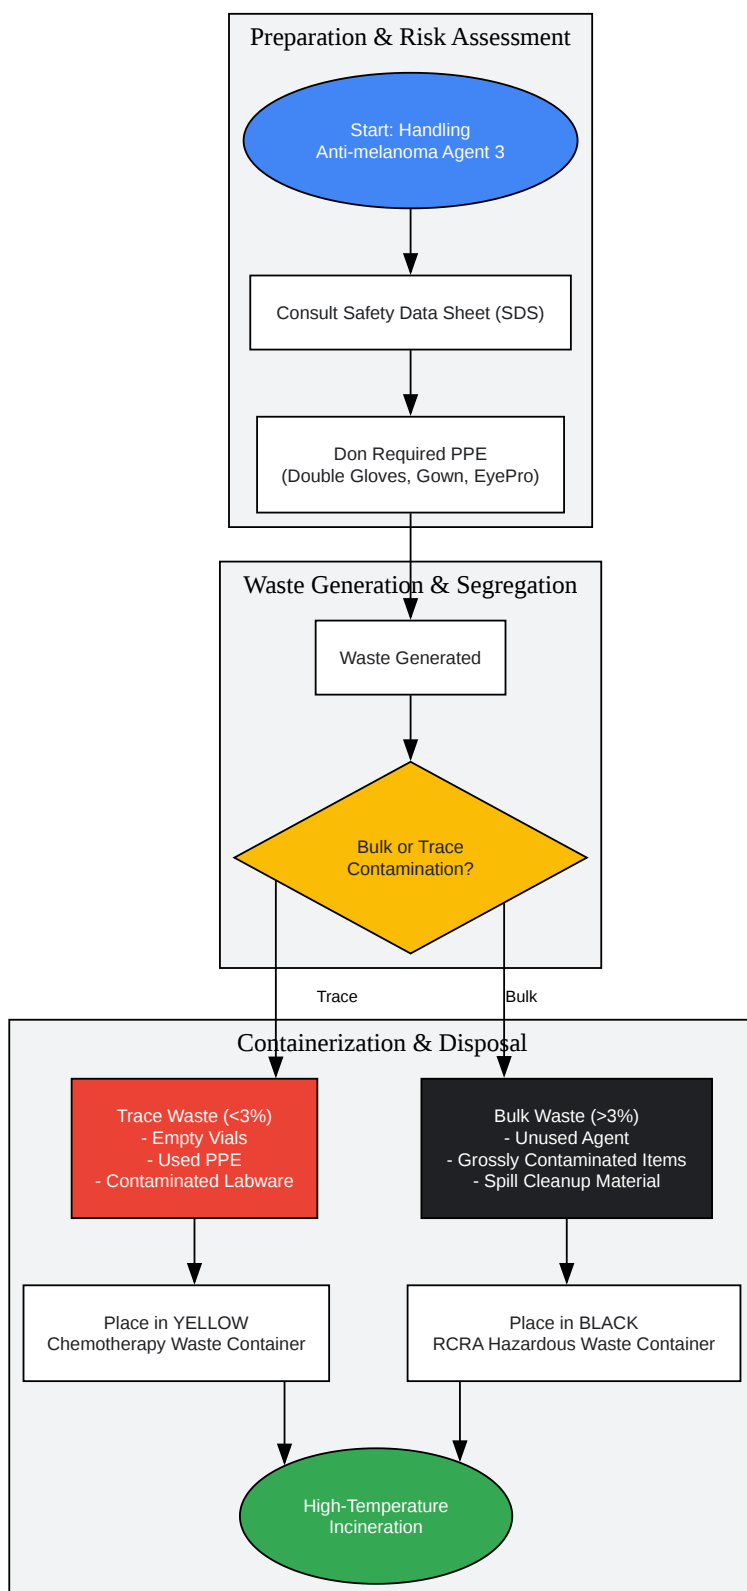 Preparation & Risk Assessment
Start: Handling
Anti-melanoma Agent 3
Consult Safety Data Sheet (SDS)
Don Required PPE
(Double Gloves, Gown, EyePro)
Waste Generation & Segregation
Waste Generated
Bulk or Trace
Contamination?
Trace
Bulk
Containerization & Disposal
Trace Waste (<3%)
- Empty Vials
- Used PPE
- Contaminated Labware
Bulk Waste (>3%)
- Unused Agent
- Grossly Contaminated Items
- Spill Cleanup Material
Place in YELLOW
Chemotherapy Waste Container
Place in BLACK
RCRA Hazardous Waste Container
High-Temperature
Incineration